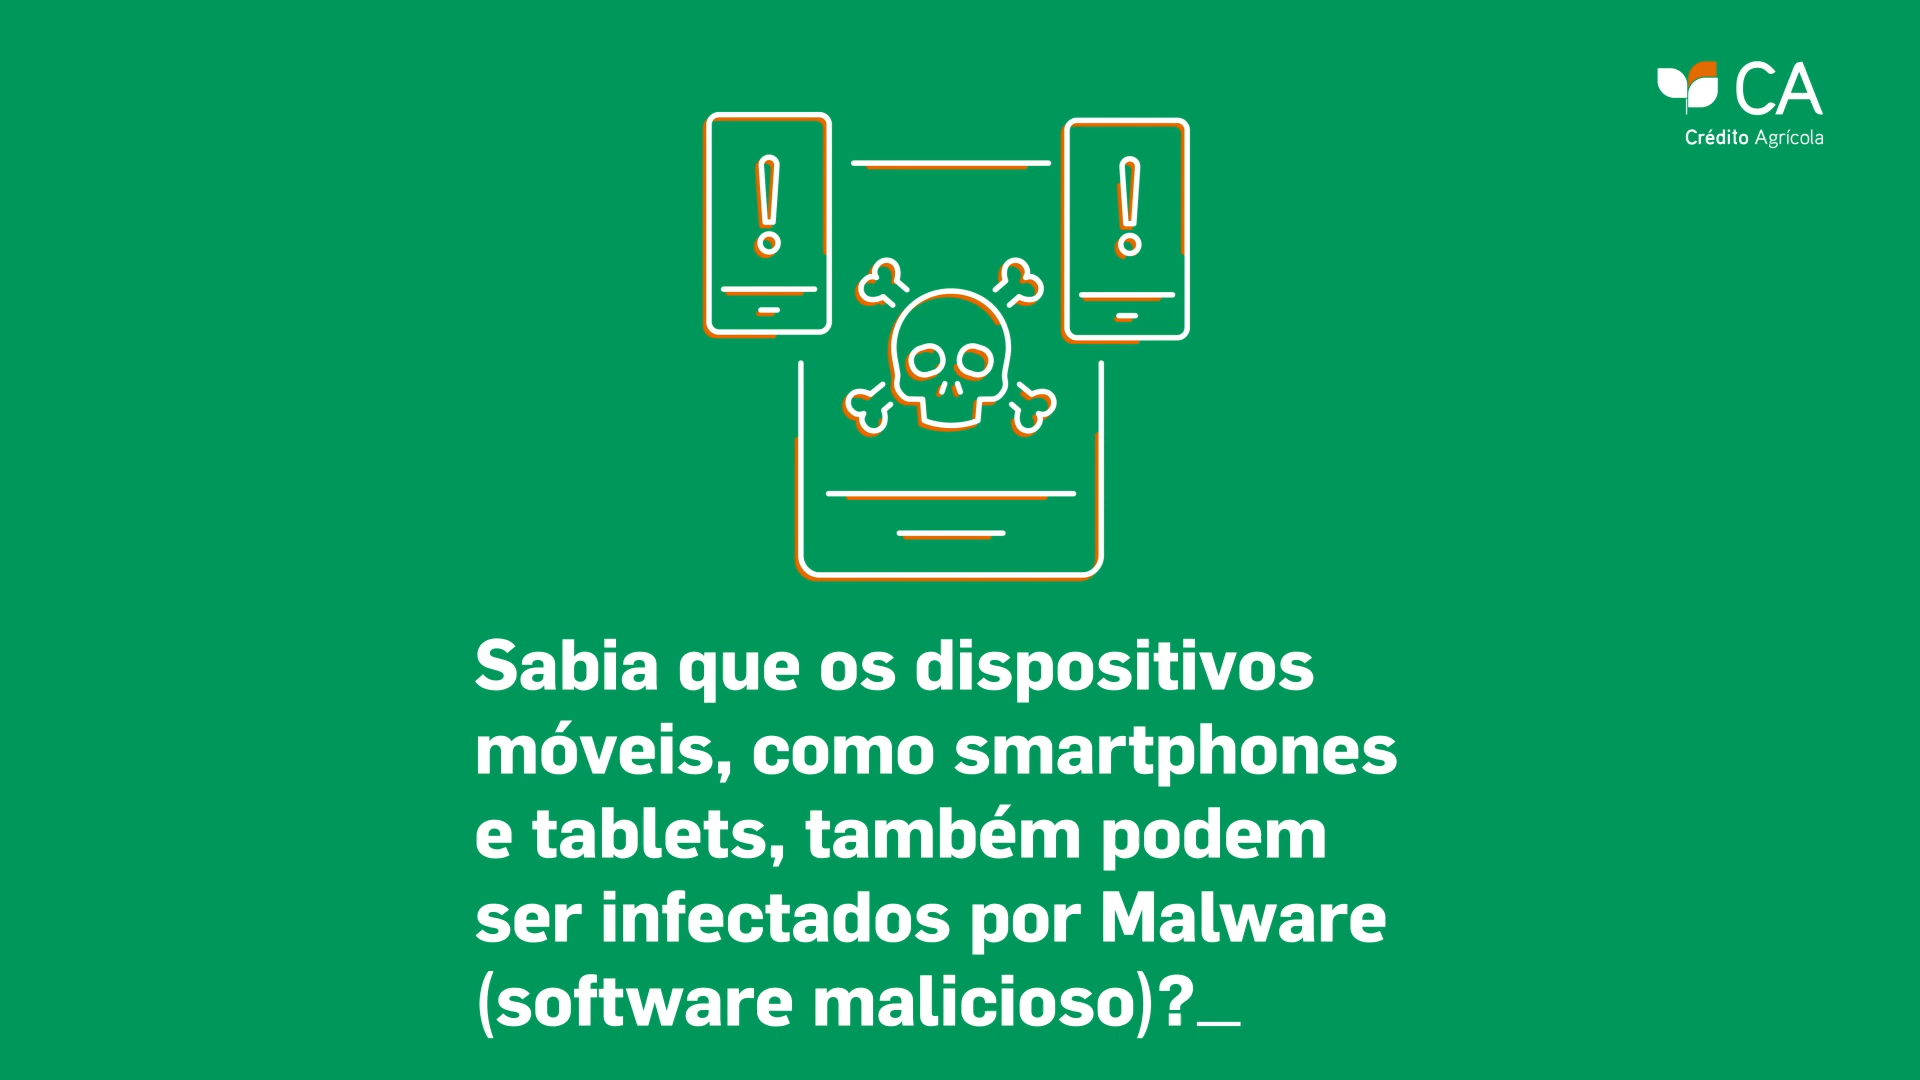 CA
Crédito Agrícola
! !
Sabia que os dispositivos
móveis, como smartphones
e tablets, também podem
ser infectados por Malware
(software malicioso)?_